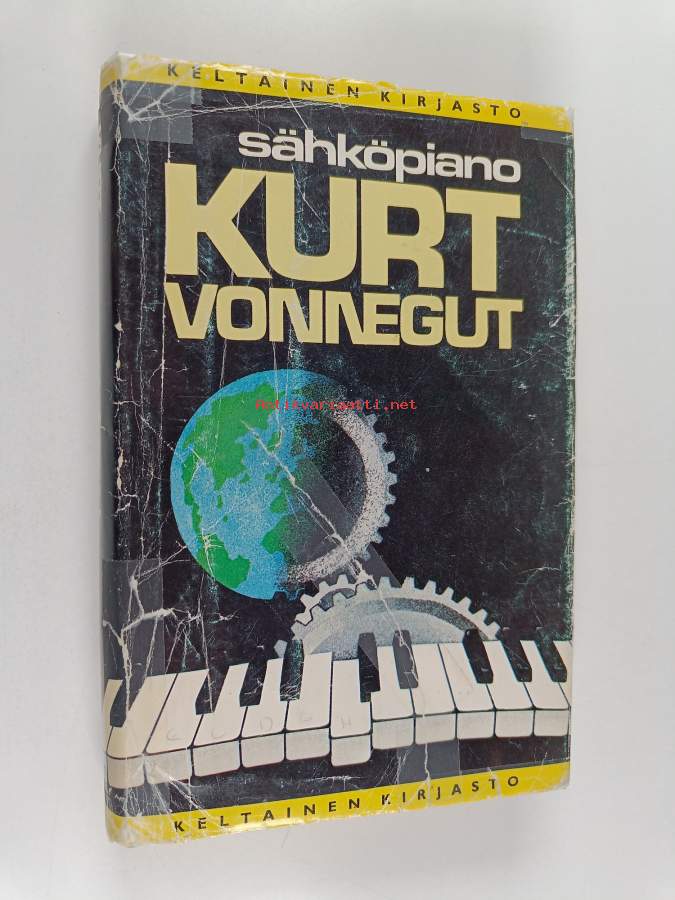 KELTAINEN KIRJASTO
sähköpiano
KURT
VONNEGUT
Antikvariaatti.net
KELTAINEN KIRJASTO